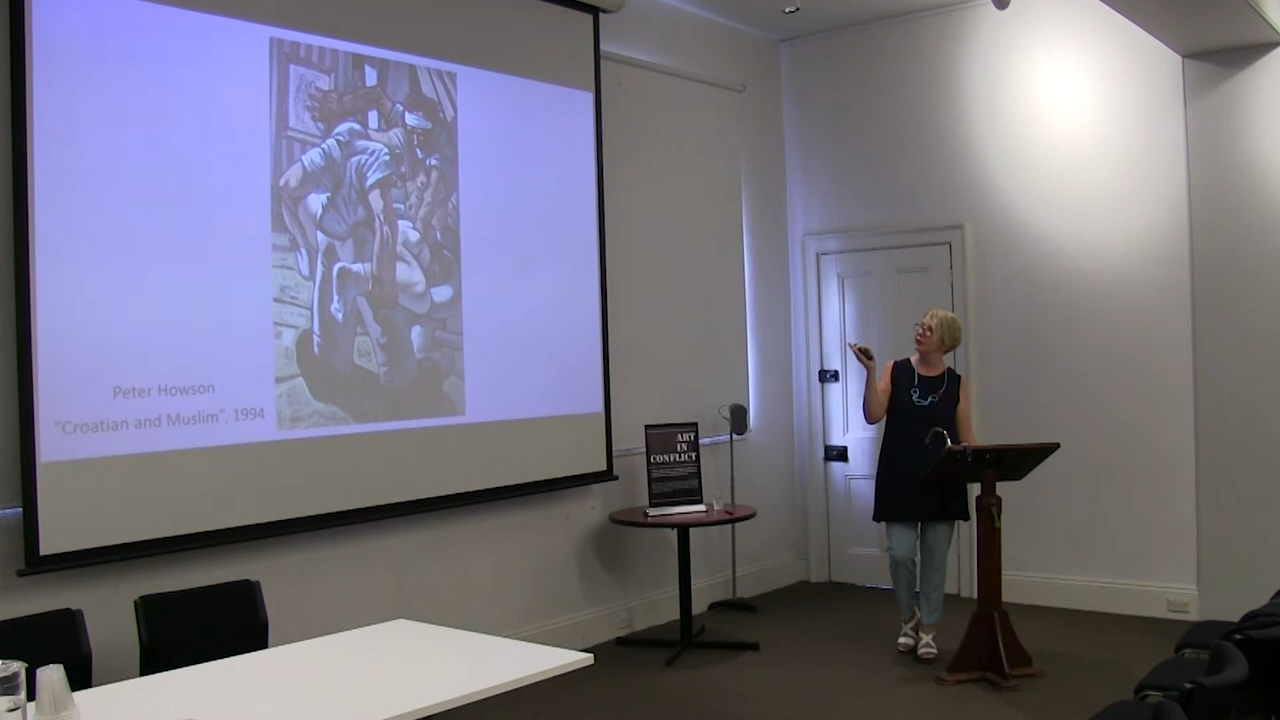 Peter Howson
"Croatian and Muslim", 1994
ART
IN
CONFLICT